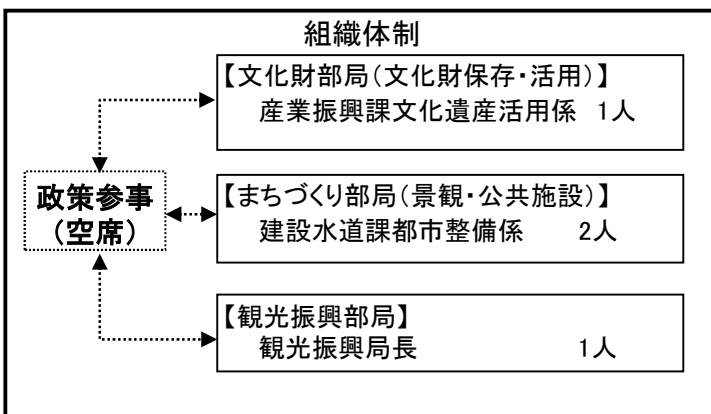 組織体制
【文化財部局(文化財保存・活用)】
産業振興課文化遺産活用係 1人
政策参事
(空席)
【まちづくり部局(景観・公共施設)】
建設水道課都市整備係 2人
【観光振興部局】
観光振興局長 1人